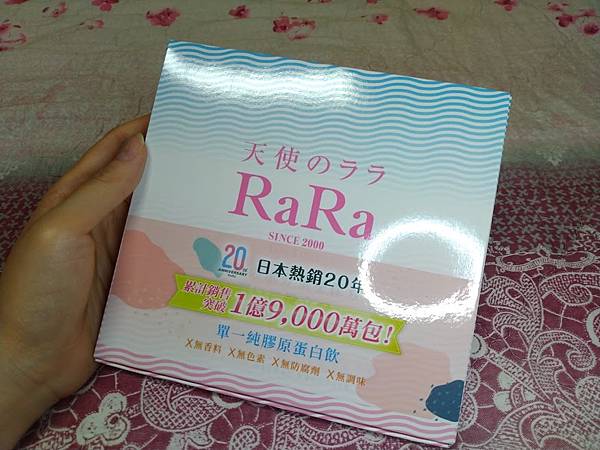 天使のララ
RaRa
SINCE 2000
20th
ANNERVERSARY
日本熱銷20年
累計銷售
突破
1億9,000萬包!
單一純膠原蛋白飲
X無香料 X無色素 X無防腐劑 X無調味